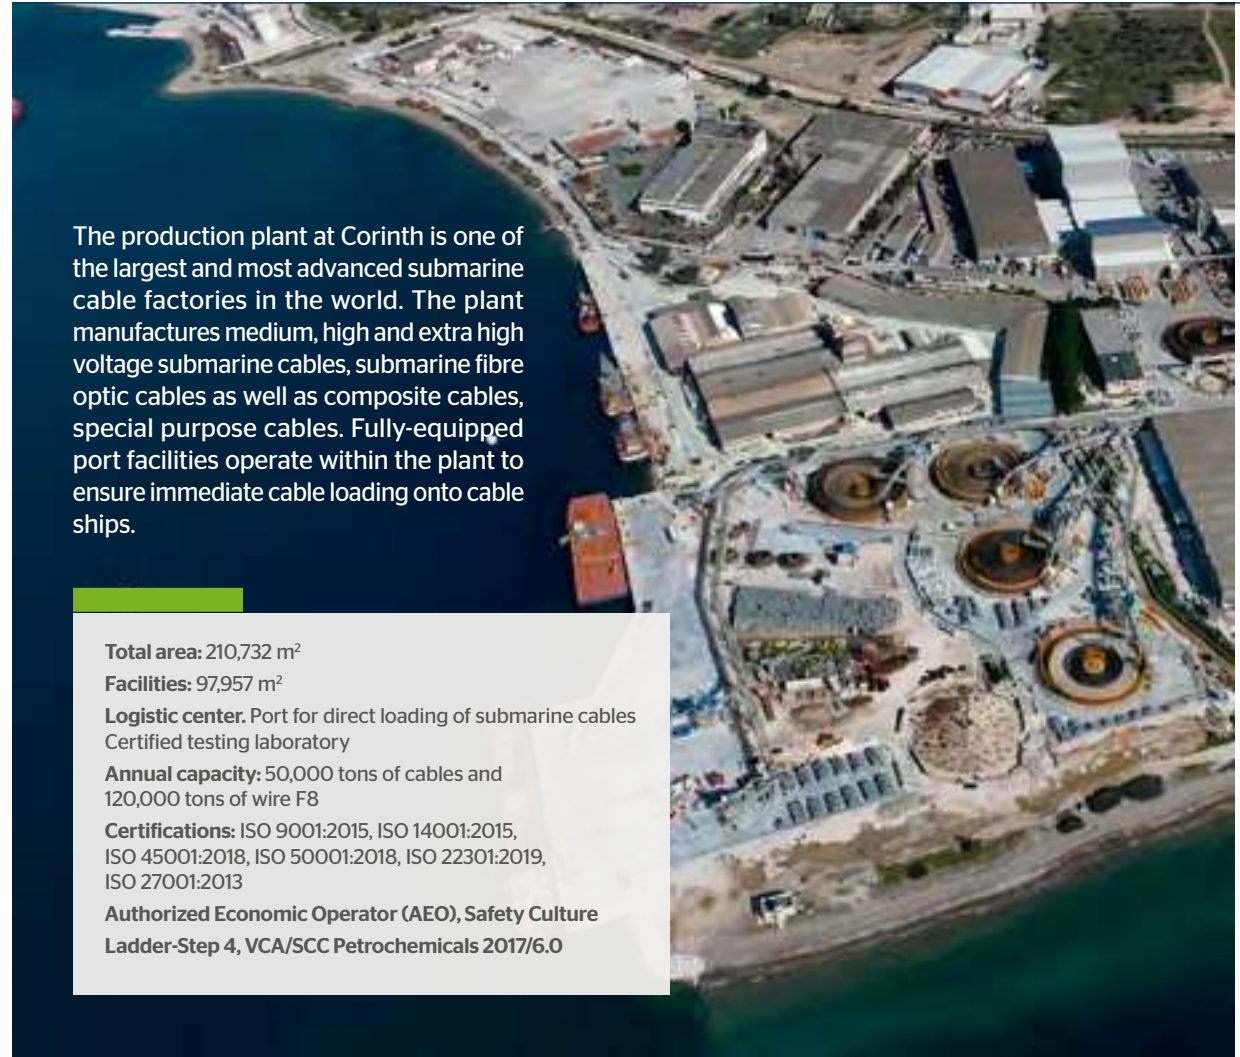 The production plant at Corinth is one of
the largest and most advanced submarine
cable factories in the world. The plant
manufactures medium, high and extra high
voltage submarine cables, submarine fibre
optic cables as well as composite cables,
special purpose cables. Fully-equipped
port facilities operate within the plant to
ensure immediate cable loading onto cable
ships.
Total area: 210,732 m²
Facilities: 97,957 m²
Logistic center. Port for direct loading of submarine cables
Certified testing laboratory
Annual capacity: 50,000 tons of cables and
120,000 tons of wire F8
Certifications: ISO 9001:2015, ISO 14001:2015,
ISO 45001:2018, ISO 50001:2018, ISO 22301:2019,
ISO 27001:2013
Authorized Economic Operator (AEO), Safety Culture
Ladder-Step 4, VCA/SCC Petrochemicals 2017/6.0